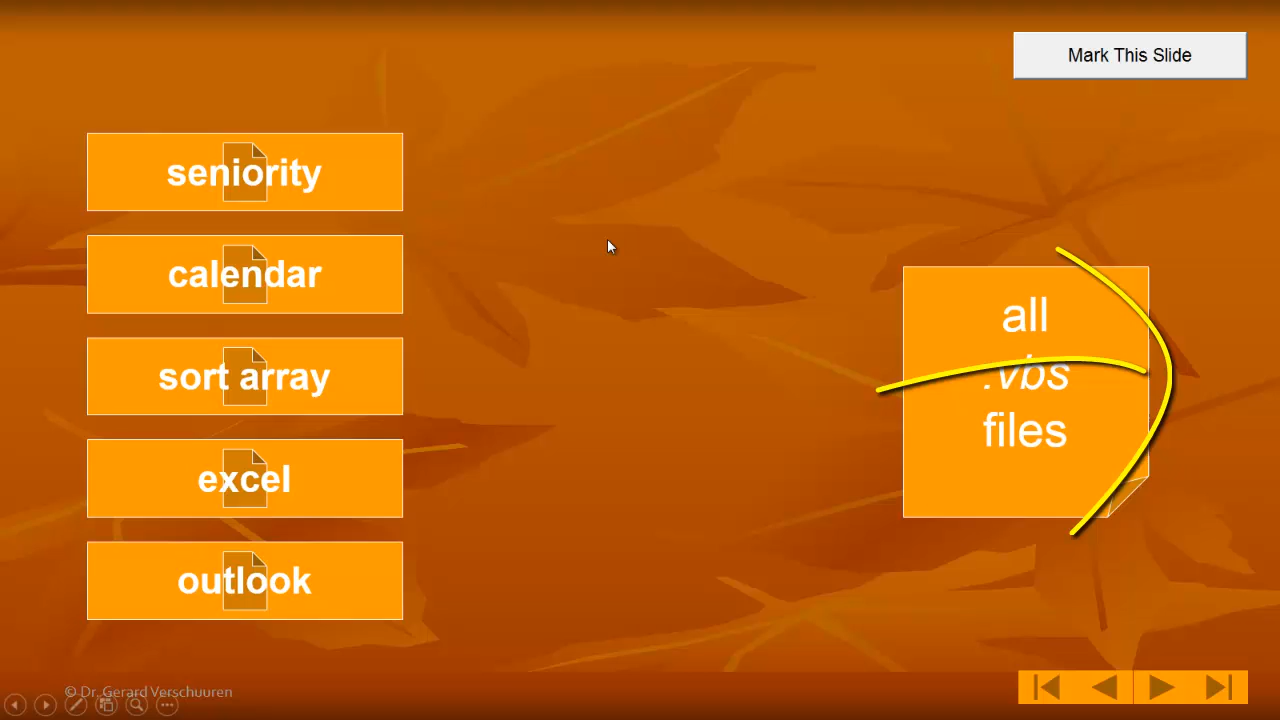 Mark This Slide
seniority
calendar
sort array
excel
outlook
all
.vbs
files
© Dr. Gerard Verschuuren